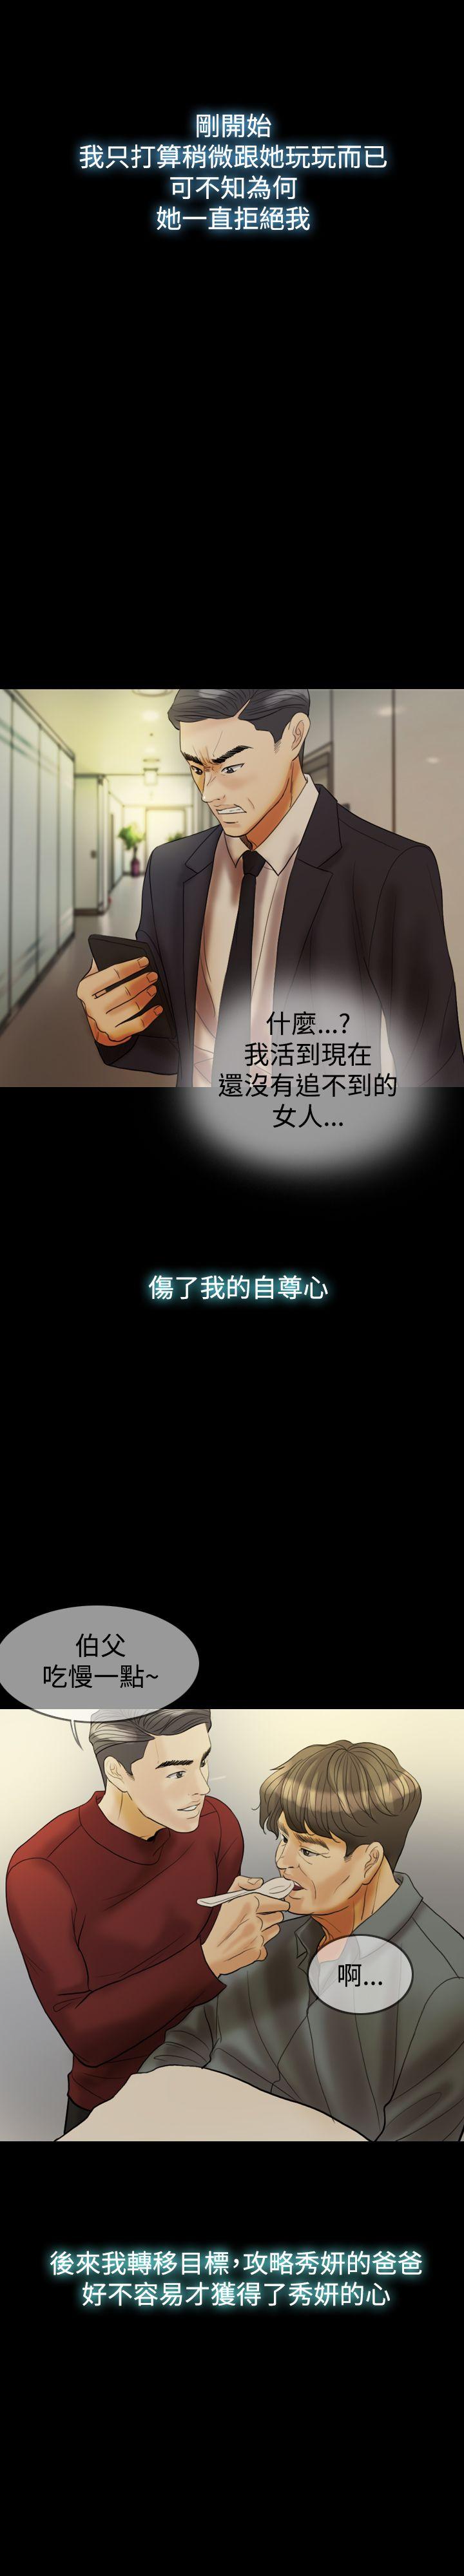 剛開始
我只打算稍微跟她玩玩而已
可不知為何
她一直拒絕我
什麼...?
我活到現在
還沒有追不到的
女人...
傷了我的自尊心
伯父
吃慢一點~
啊...
後來我轉移目標，攻略秀妍的爸爸
好不容易才獲得了秀妍的心